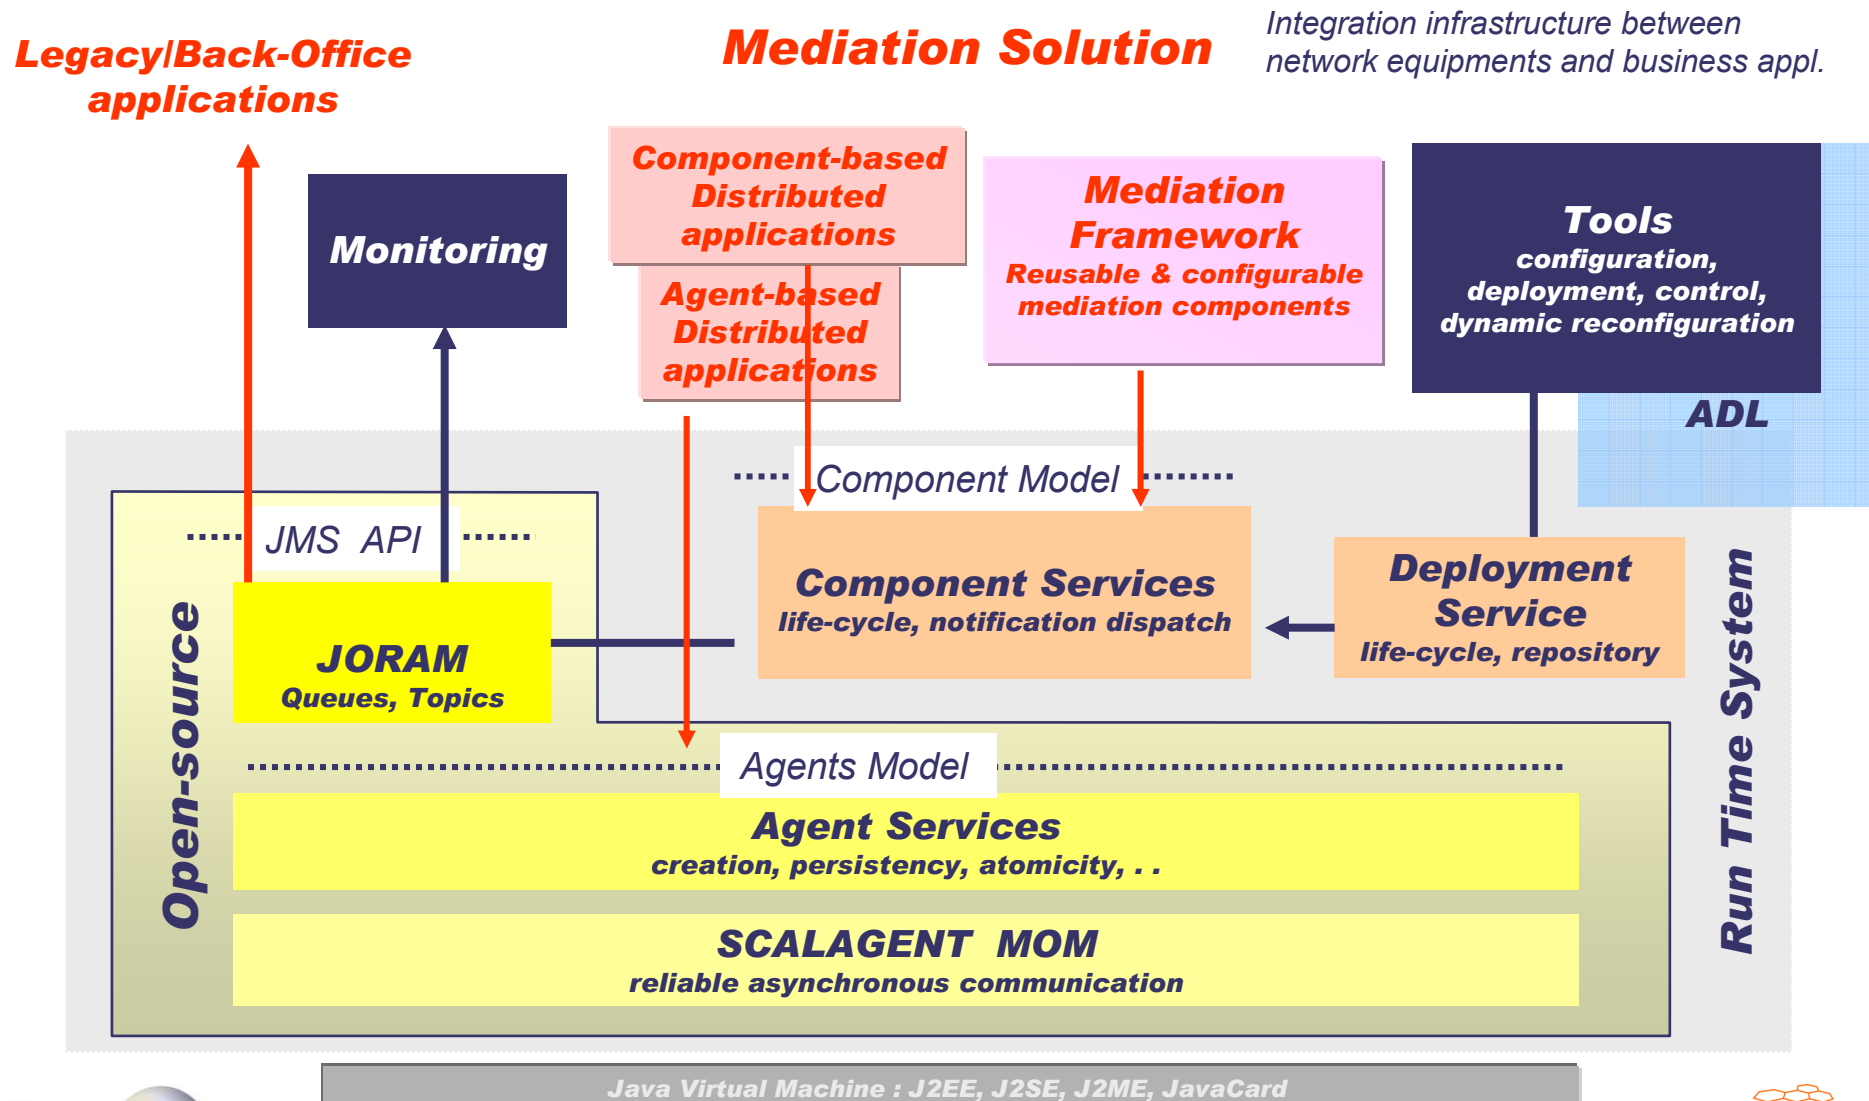 Legacy/Back-Office
applications
Mediation Solution
Integration infrastructure between
network equipments and business appl.
Monitoring
Component-based
Distributed
applications
Agent-based
Distributed
applications
Mediation
Framework
Reusable & configurable
mediation components
Tools
configuration,
deployment, control,
dynamic reconfiguration
ADL
Component Model
JMS API
Component Services
life-cycle, notification dispatch
Deployment
Service
life-cycle, repository
JORAM
Queues, Topics
Open-source
Run Time System
Agents Model
Agent Services
creation, persistency, atomicity, . .
SCALAGENT MOM
reliable asynchronous communication
Java Virtual Machine : J2EE, J2SE, J2ME, JavaCard